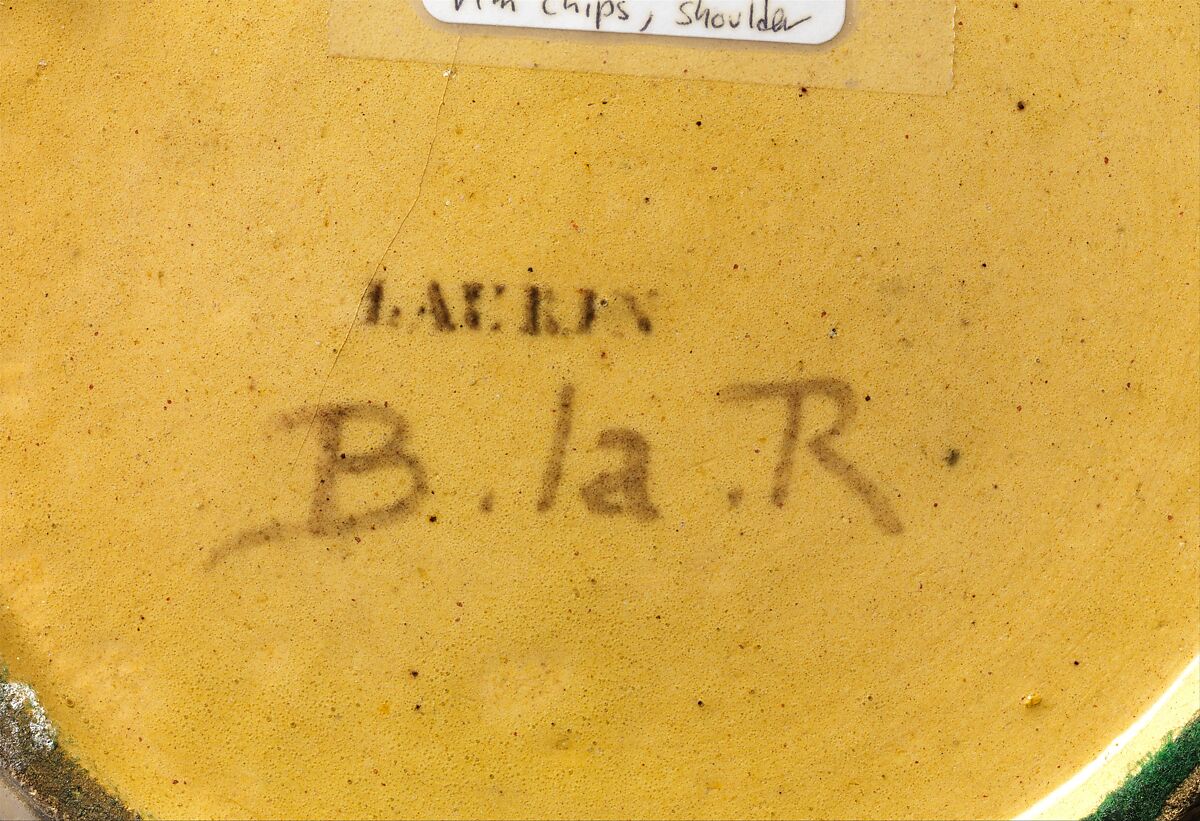 chips, shoulder
LAURIN
B. la. R.